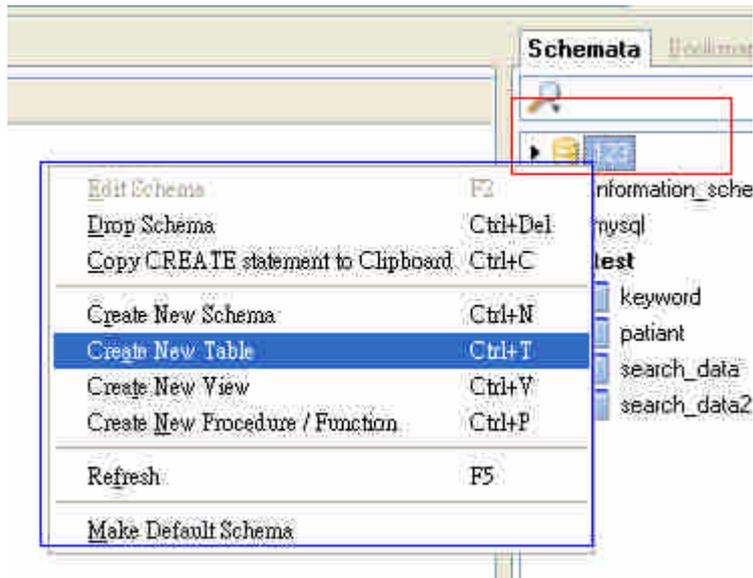 Schemata Bookmar
123
Edit Schema F2
Drop Schema Ctrl+Del
Copy CREATE statement to Clipboard Ctrl+C
Create New Schema Ctrl+N
Create New Table Ctrl+T
Create New View Ctrl+V
Create New Procedure / Function Ctrl+P
Refresh F5
Make Default Schema
nformation_sche
mysql
test
keyword
patiant
search_data
search_data2